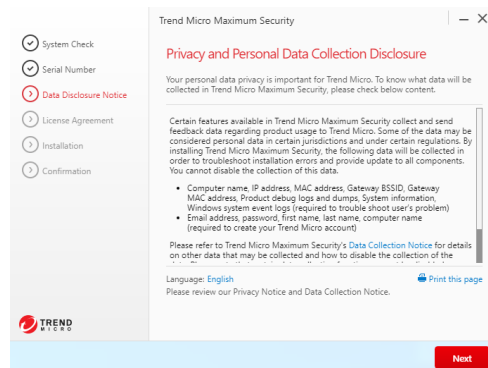 Trend Micro Maximum Security
System Check
Serial Number
Data Disclosure Notice
License Agreement
Installation
Confirmation
Privacy and Personal Data Collection Disclosure
Your personal data privacy is important for Trend Micro. To know what data will be
collected in Trend Micro Maximum Security, please check below content.
Certain features available in Trend Micro Maximum Security collect and send
feedback data regarding product usage to Trend Micro. Some of the data may be
considered personal data in certain jurisdictions and under certain regulations. By
installing Trend Micro Maximum Security, the following data will be collected in
order to troubleshoot installation errors and provide update to all components.
You cannot disable the collection of this data.
• Computer name, IP address, MAC address, Gateway BSSID, Gateway
MAC address, Product debug logs and dumps, System information,
Windows system event logs (required to trouble shoot user's problem)
• Email address, password, first name, last name, computer name
(required to create your Trend Micro account)
Please refer to Trend Micro Maximum Security's Data Collection Notice for details
on other data that may be collected and how to disable the collection of the
Language: English
Print this page
Please review our Privacy Notice and Data Collection Notice.
TREND
MICRO
Next